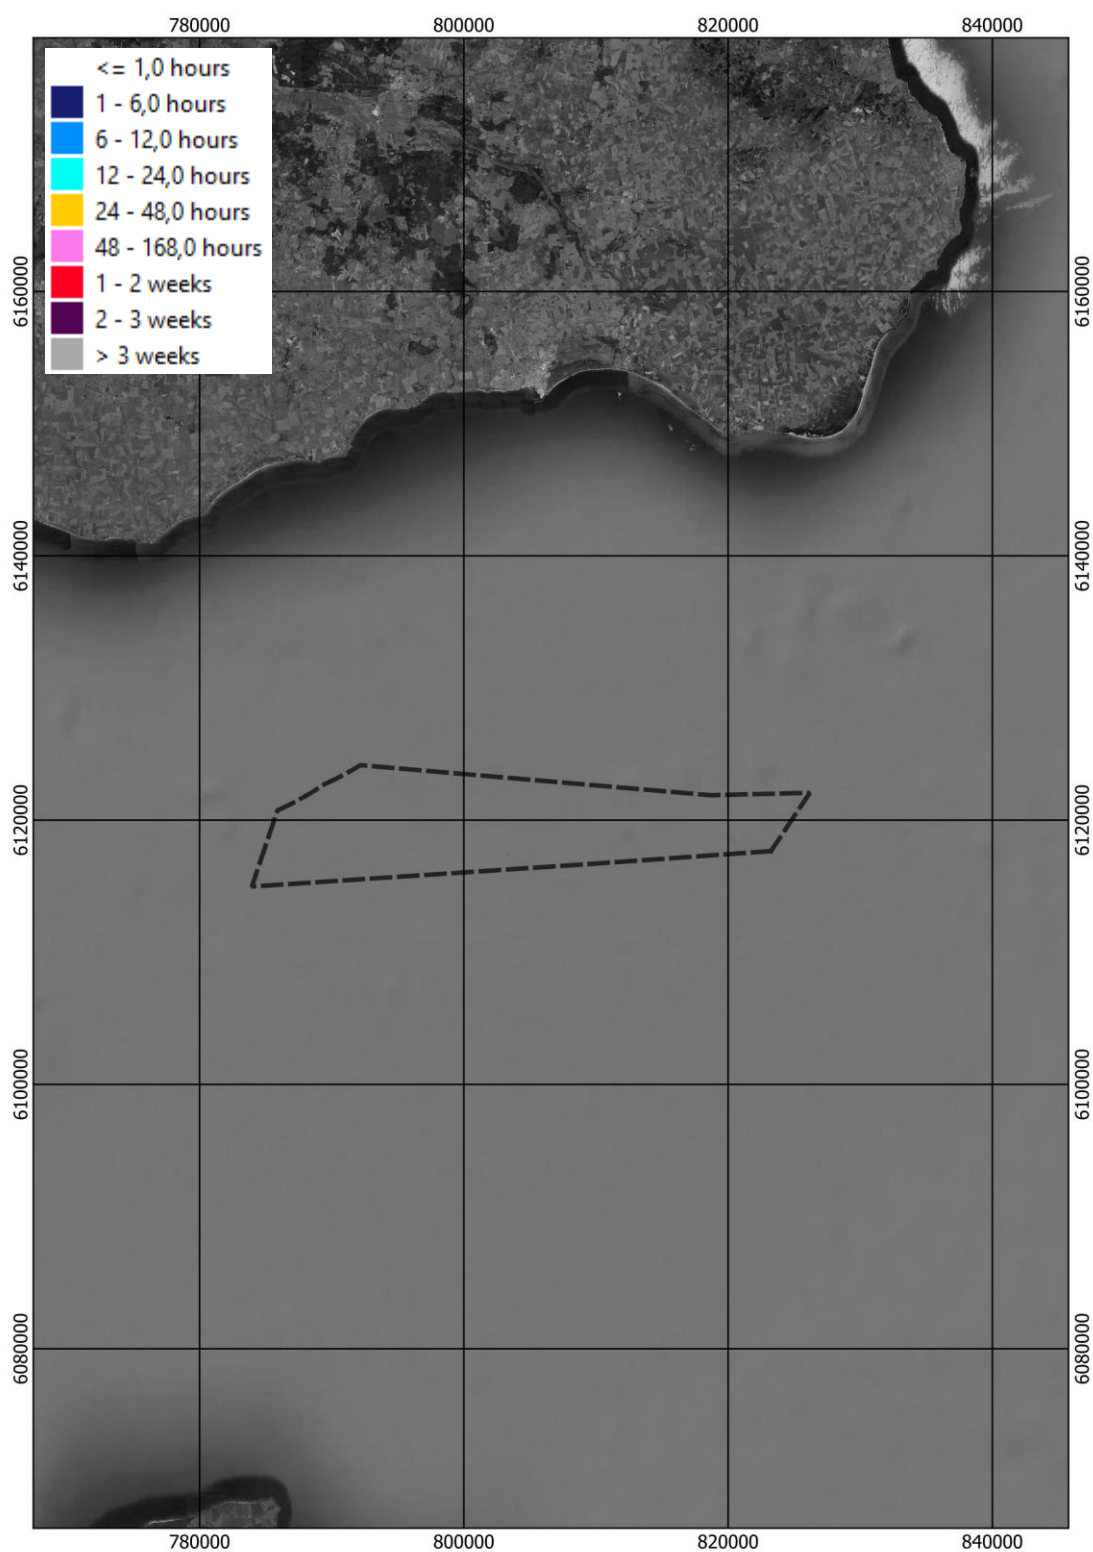 780000 800000 820000 840000
<= 1,0 hours
1 - 6,0 hours
6 - 12,0 hours
12 - 24,0 hours
24 - 48,0 hours
48 - 168,0 hours
1 - 2 weeks
2 - 3 weeks
> 3 weeks
6160000 6160000
6140000 6140000
6120000 6120000
6100000 6100000
6080000 6080000
780000 800000 820000 840000